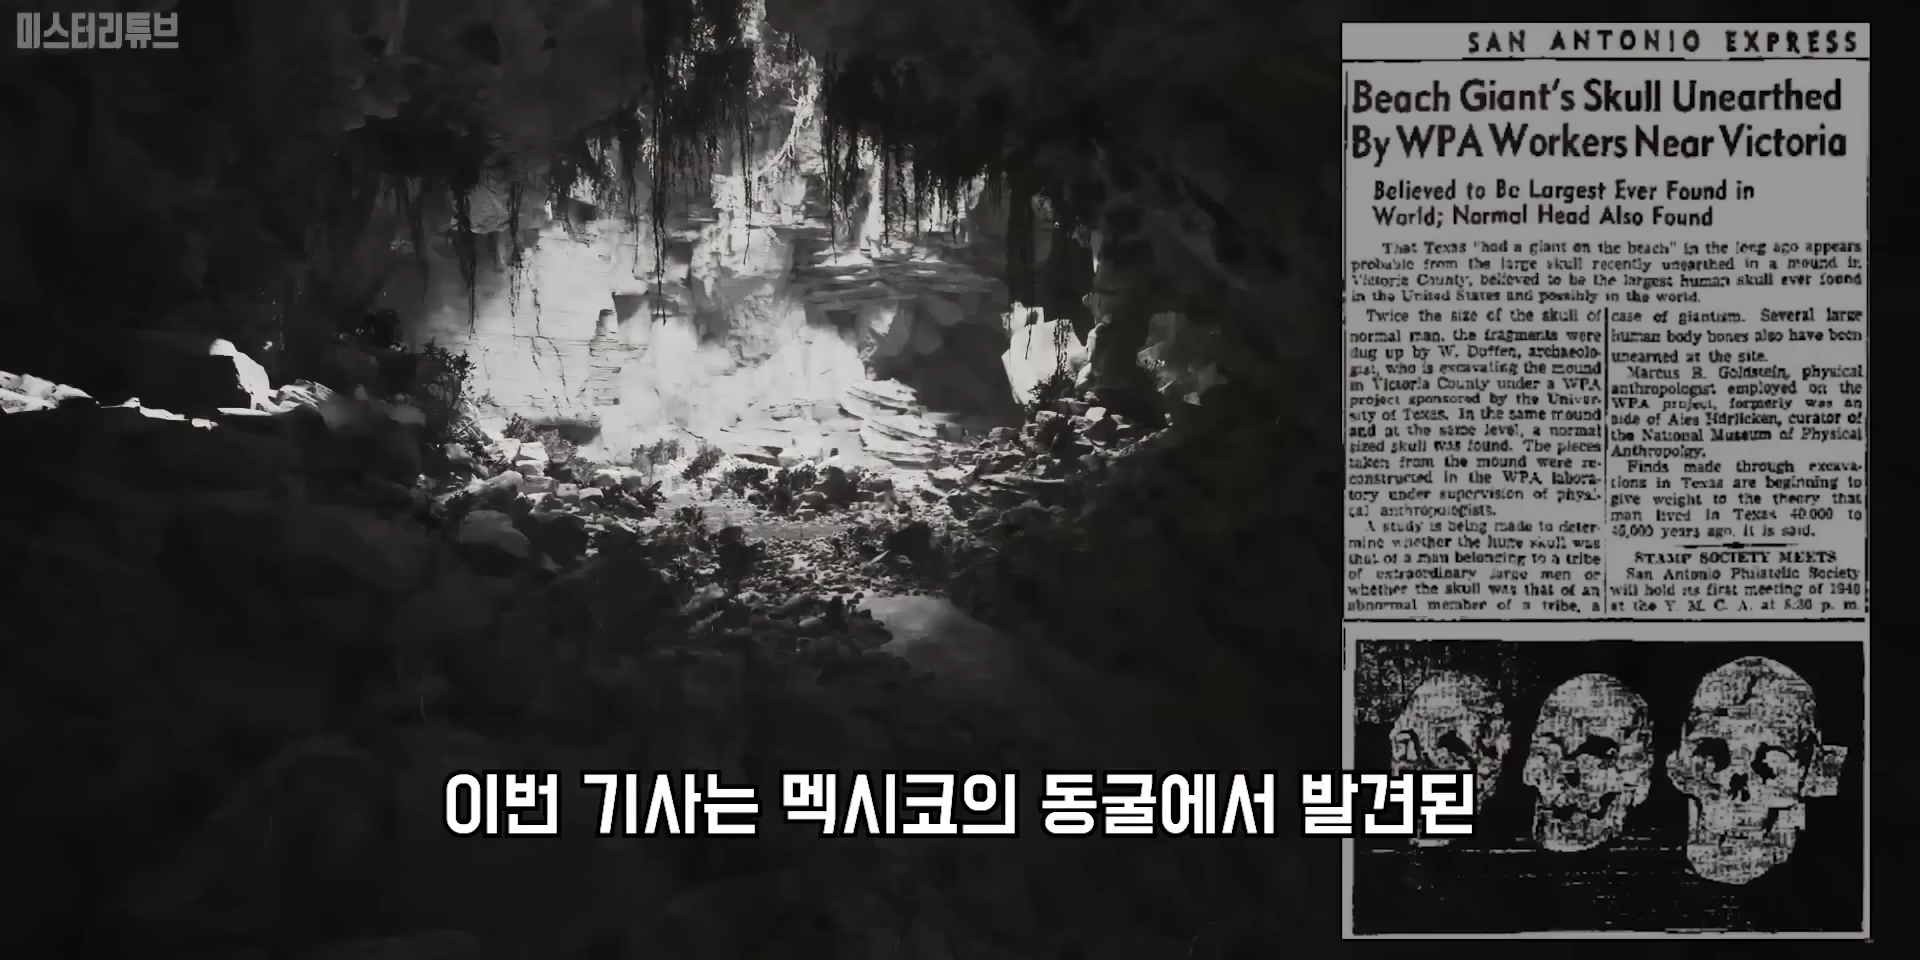 미스터리튜브
SAN ANTONIO EXPRESS
Beach Giant's Skull Unearthed
By WPA Workers Near Victoria
Believed to Be Largest Ever Found in
World; Normal Head Also Found
That Texas "had a giant on the beach" in the long ago appears
probable from the large skull recently unearthed in a mound in
Victoria County, believed to be the largest human skull ever found
in the United States and possibly in the world.
Twice the size of the skull of
normal man, the fragments were
dug up by W. Duffen, archaeolo-
gist, who is excavating the mound
in Victoria County under a WPA
project sponsored by the Univer-
sity of Texas. In the same mound
and at the same level, a normal
sized skull was found. The pieces
taken from the mound were re-
constructed in the WPA labora-
tory under supervision of physi-
cal anthropologists.
A study is being made to deter-
mine whether the huge skull was
that of a man belonging to a tribe
of extraordinary large men or
whether the skull was that of an
abnormal member of a tribe, a
case of giantism. Several large
human body bones also have been
unearned at the site.
Marcus B. Goldstein, physical
anthropologist employed on the
WPA project, formerly was an
aide of Ales Hdrlicken, curator of
the National Museum of Physical
Anthropolgy.
Finds made through excava-
tions in Texas are beginning to
give weight to the theory that
man lived in Texas 40,000 to
years ago, it is said.
STAMP SOCIETY MEETS
San Antonio Philatelic Society
will hold its first meeting of 1940
at the Y. M. C. A. at 8:30 p. m.
이번 기사는 멕시코의 동굴에서 발견된